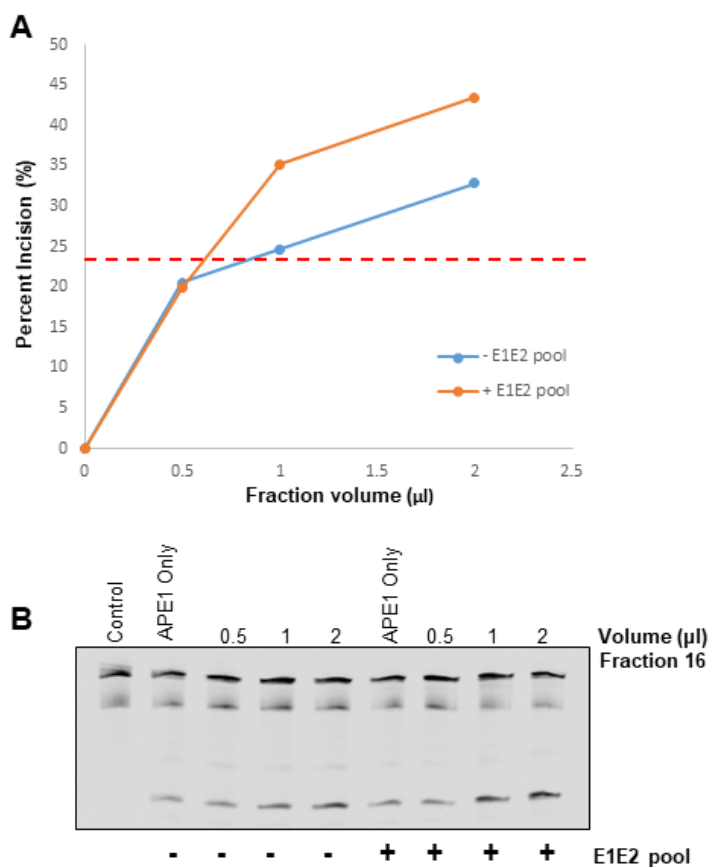 A
50
45
40
35
30
25
20
15
10
5
0
Percent Incision (%)
- E1E2 pool
+ E1E2 pool
0 0.5 1 1.5 2 2.5
Fraction volume (µl)
B
Control APE1 Only 0.5 1 2 APE1 Only 0.5 1 2 Volume (µl)
Fraction 16
- - - - + + + + E1E2 pool